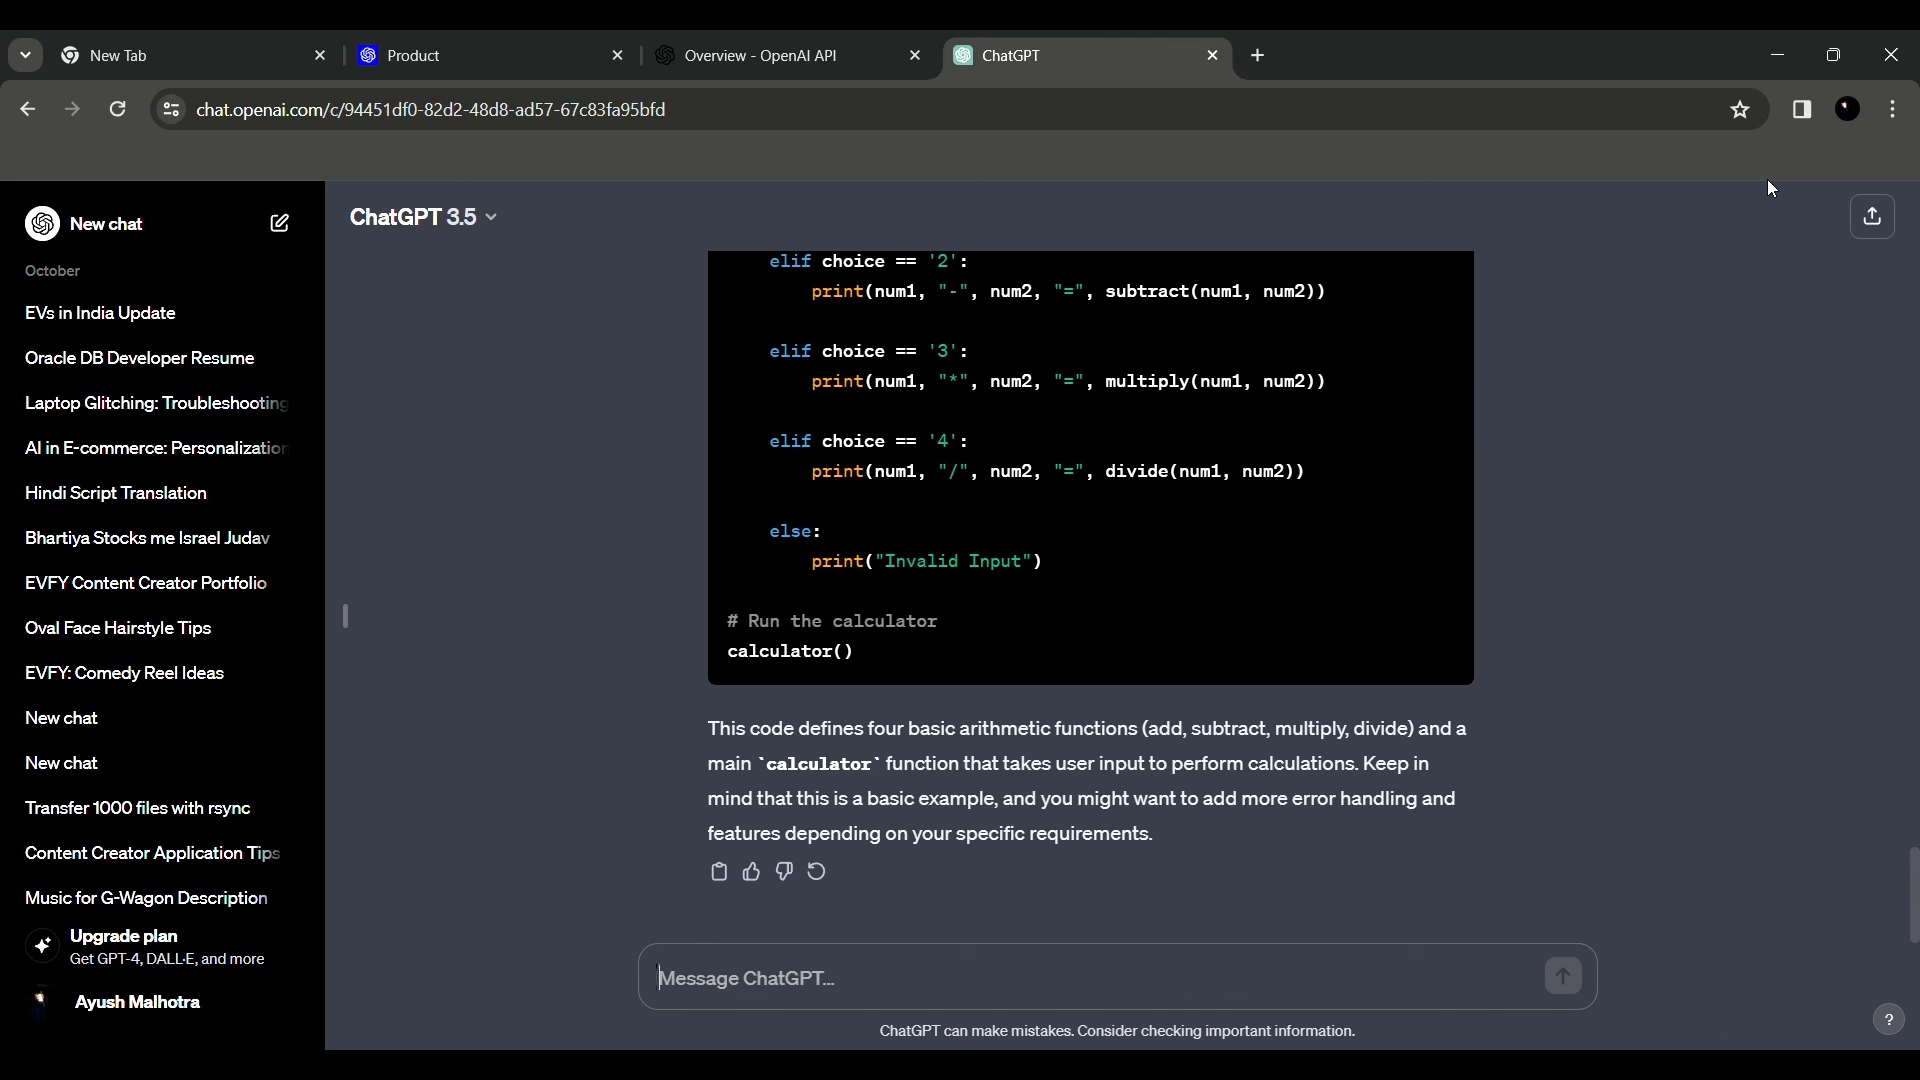 New Tab
Product
Overview - OpenAI API
ChatGPT
chat.openai.com/c/94451df0-82d2-48d8-ad57-67c83fa95bfd
New chat
October
EVs in India Update
Oracle DB Developer Resume
Laptop Glitching: Troubleshooting
AI in E-commerce: Personalization
Hindi Script Translation
Bhartiya Stocks me Israel Judav
EVFY Content Creator Portfolio
Oval Face Hairstyle Tips
EVFY: Comedy Reel Ideas
New chat
New chat
Transfer 1000 files with rsync
Content Creator Application Tips
Music for G-Wagon Description
Upgrade plan
Get GPT-4, DALL·E, and more
Ayush Malhotra
ChatGPT 3.5
elif choice == '2':
print(num1, "-", num2, "=", subtract(num1, num2))
elif choice == '3':
print(num1, "*", num2, "=", multiply(num1, num2))
elif choice == '4':
print(num1, "/", num2, "=", divide(num1, num2))
else:
print("Invalid Input")
# Run the calculator
calculator()
This code defines four basic arithmetic functions (add, subtract, multiply, divide) and a
main `calculator` function that takes user input to perform calculations. Keep in
mind that this is a basic example, and you might want to add more error handling and
features depending on your specific requirements.
Message ChatGPT...
ChatGPT can make mistakes. Consider checking important information.
?